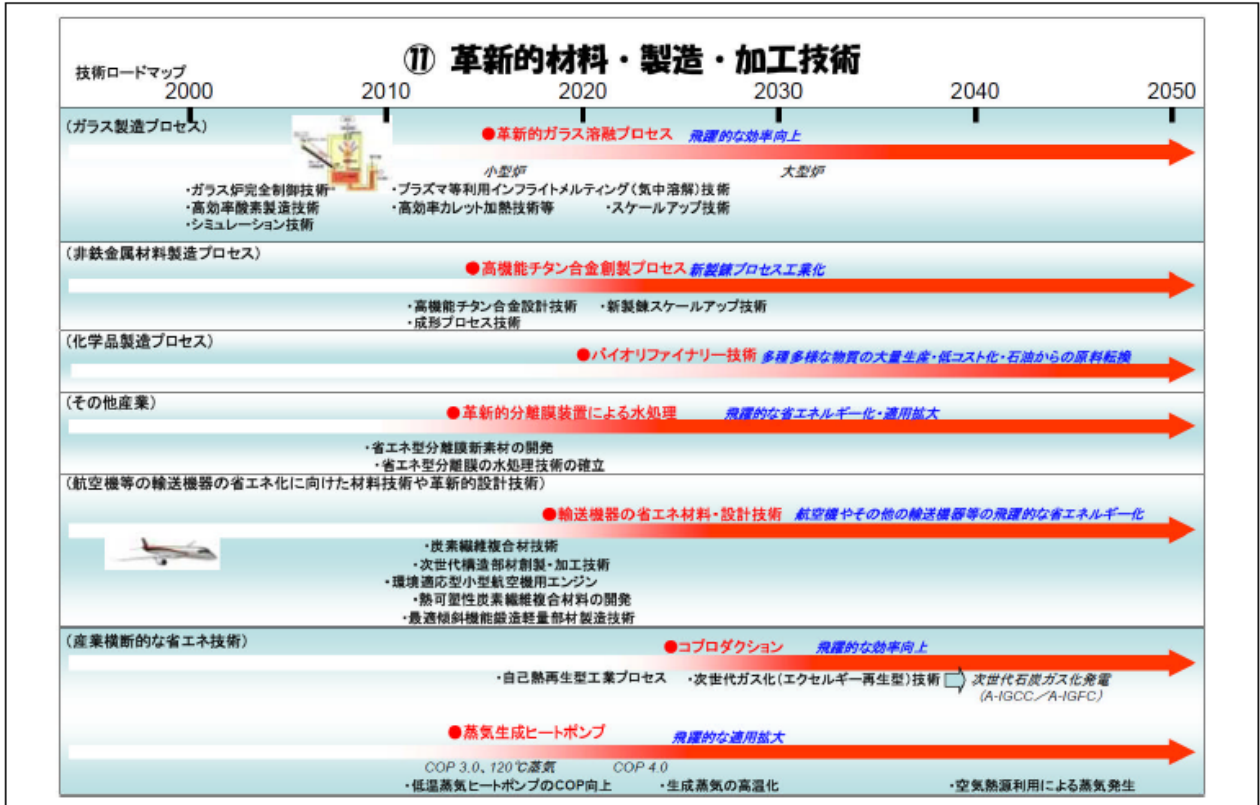 ⑪ 革新的材料・製造・加工技術
技術ロードマップ
2000 2010 2020 2030 2040 2050
(ガラス製造プロセス)
●革新的ガラス溶融プロセス 飛躍的な効率向上
小型炉 大型炉
・ガラス炉完全制御技術 ・プラズマ等利用インフライトメルティング(気中溶解)技術
・高効率酸素製造技術 ・高効率カレット加熱技術等 ・スケールアップ技術
・シミュレーション技術
(非鉄金属材料製造プロセス)
●高機能チタン合金創製プロセス 新製錬プロセス工業化
・高機能チタン合金設計技術 ・新製錬スケールアップ技術
・成形プロセス技術
(化学品製造プロセス)
●バイオリファイナリー技術 多種多様な物質の大量生産・低コスト化・石油からの原料転換
(その他産業)
●革新的分離膜装置による水処理 飛躍的な省エネルギー化・適用拡大
・省エネ型分離膜新素材の開発
・省エネ型分離膜の水処理技術の確立
(航空機等の輸送機器の省エネ化に向けた材料技術や革新的設計技術)
●輸送機器の省エネ材料・設計技術 航空機やその他の輸送機器等の飛躍的な省エネルギー化
・炭素繊維複合材技術
・次世代構造部材創製・加工技術
・環境適応型小型航空機用エンジン
・熱可塑性炭素繊維複合材料の開発
・最適傾斜機能鍛造軽量部材製造技術
(産業横断的な省エネ技術)
●コプロダクション 飛躍的な効率向上
・自己熱再生型工業プロセス ・次世代ガス化(エクセルギー再生型)技術 次世代石炭ガス化発電
(A-IGCC/A-IGFC)
●蒸気生成ヒートポンプ 飛躍的な適用拡大
COP 3.0、120℃蒸気 COP 4.0
・低温蒸気ヒートポンプのCOP向上 ・生成蒸気の高温化 ・空気熱源利用による蒸気発生